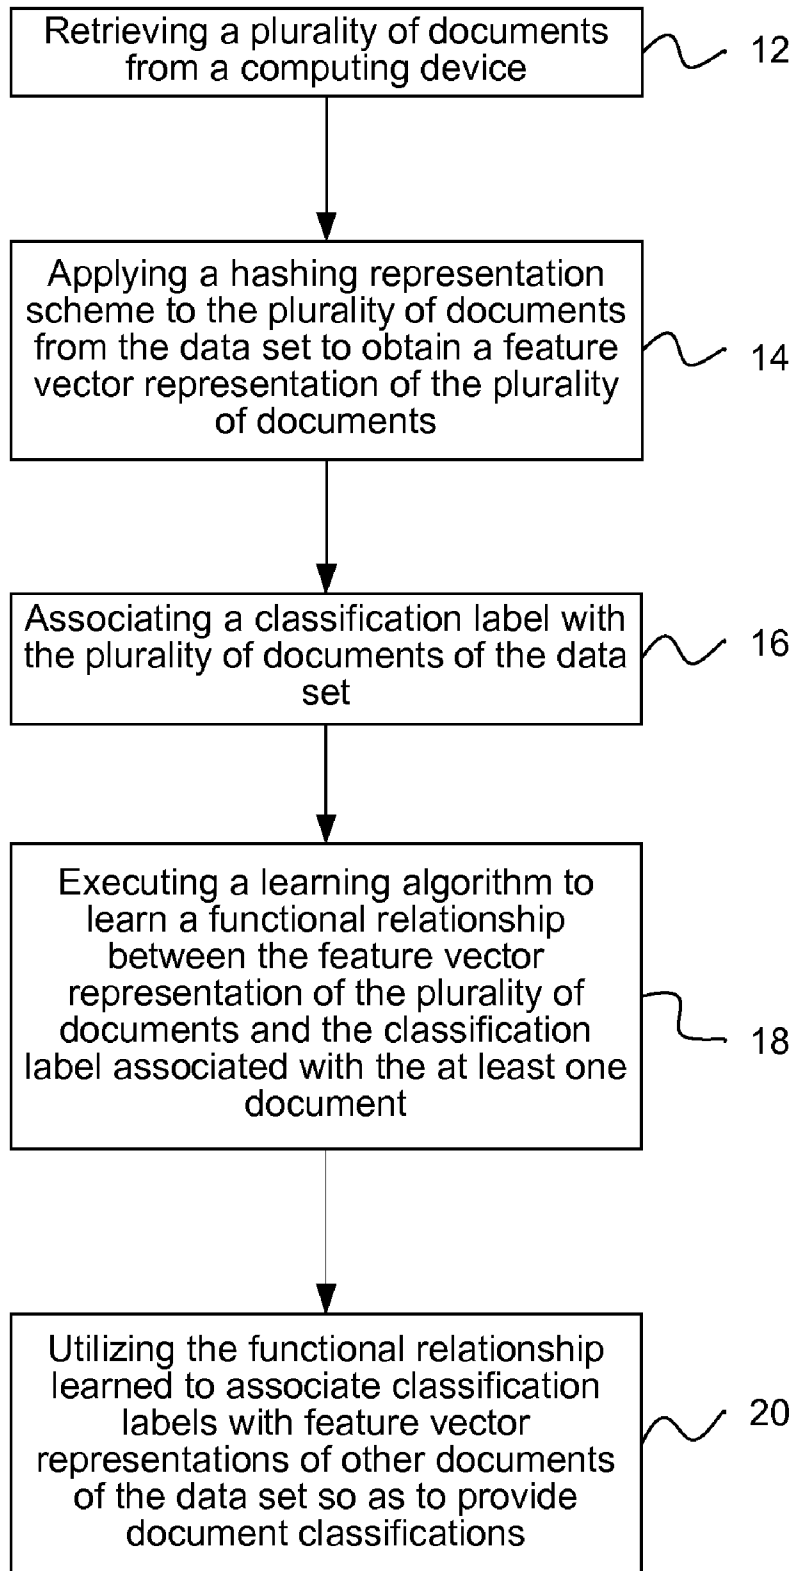 Retrieving a plurality of documents
from a computing device
12
Applying a hashing representation
scheme to the plurality of documents
from the data set to obtain a feature
vector representation of the plurality
of documents
14
Associating a classification label with
the plurality of documents of the data
set
16
Executing a learning algorithm to
learn a functional relationship
between the feature vector
representation of the plurality of
documents and the classification
label associated with the at least one
document
18
Utilizing the functional relationship
learned to associate classification
labels with feature vector
representations of other documents
of the data set so as to provide
document classifications
20